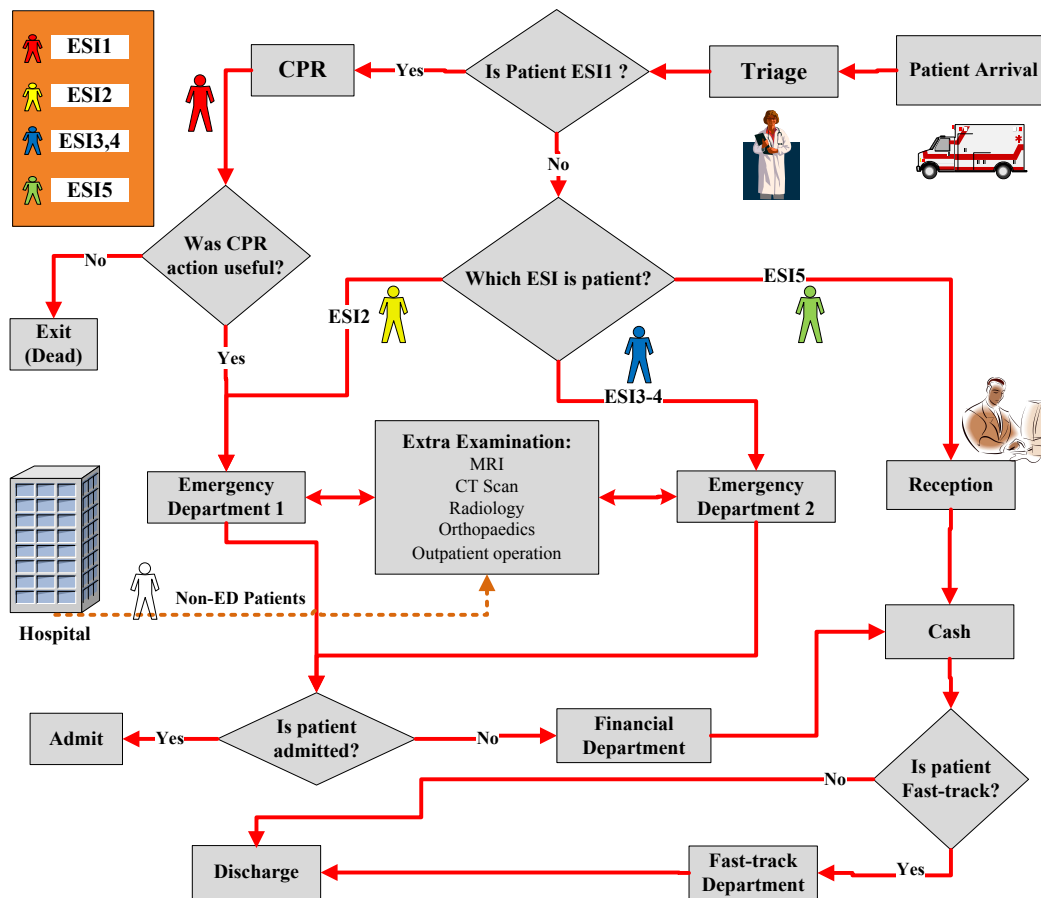 ESI1
ESI2
ESI3,4
ESI5
CPR
Yes
Is Patient ESI1 ?
Triage
Patient Arrival
No
Was CPR
action useful?
No
Exit
(Dead)
Yes
Which ESI is patient?
ESI2
ESI5
ESI3-4
Extra Examination:
MRI
CT Scan
Radiology
Orthopaedics
Outpatient operation
Emergency
Department 1
Emergency
Department 2
Reception
Non-ED Patients
Hospital
Cash
Is patient
admitted?
Yes
Admit
No
Financial
Department
Is patient
Fast-track?
No
Yes
Fast-track
Department
Discharge